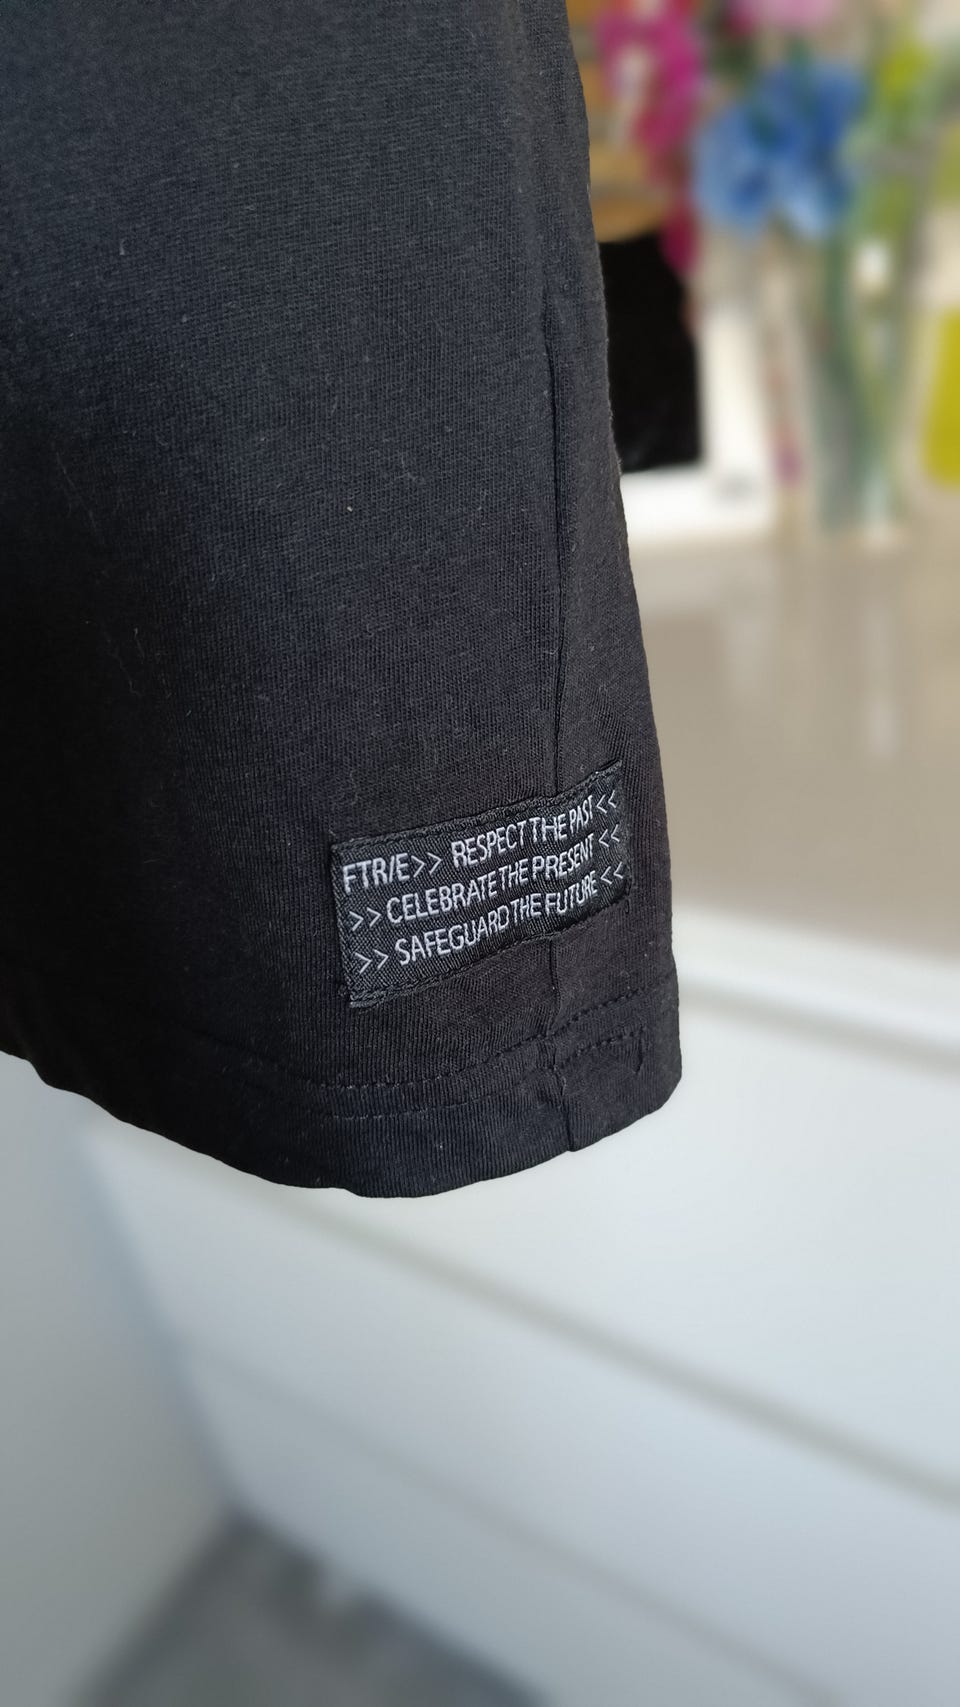 FTR/E>> RESPECT THE PAST <<
>> CELEBRATE THE PRESENT <<
>> SAFEGUARD THE FUTURE <<